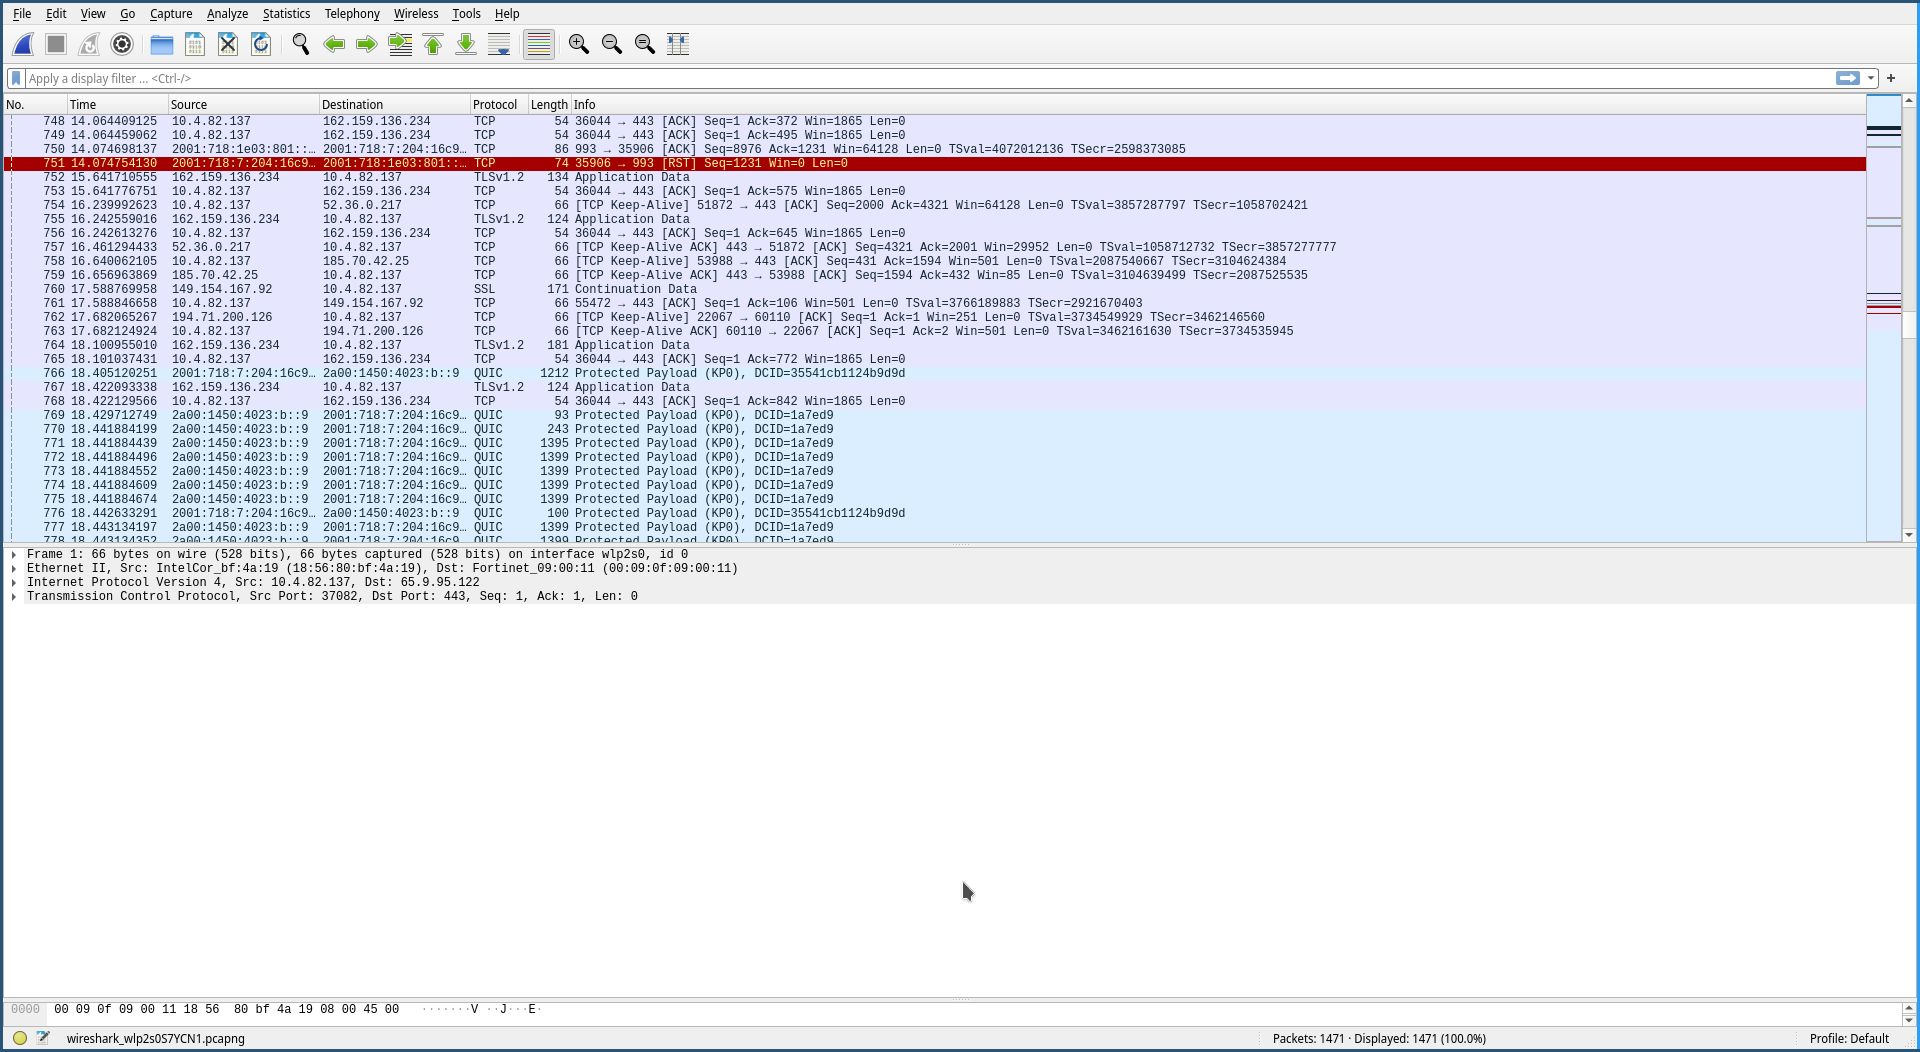 File Edit View Go Capture Analyze Statistics Telephony Wireless Tools Help
Apply a display filter ... <Ctrl-/>
No. Time Source Destination Protocol Length Info
748 14.064409125 10.4.82.137 162.159.136.234 TCP 54 36044 → 443 [ACK] Seq=1 Ack=372 Win=1865 Len=0
749 14.064459062 10.4.82.137 162.159.136.234 TCP 54 36044 → 443 [ACK] Seq=1 Ack=495 Win=1865 Len=0
750 14.074698137 2001:718:1e03:801::… 2001:718:7:204:16c9… TCP 86 993 → 35906 [ACK] Seq=8976 Ack=1231 Win=64128 Len=0 TSval=4072012136 TSecr=2598373085
751 14.074754130 2001:718:7:204:16c9… 2001:718:1e03:801::… TCP 74 35906 → 993 [RST] Seq=1231 Win=0 Len=0
752 15.641710555 162.159.136.234 10.4.82.137 TLSv1.2 134 Application Data
753 15.641776751 10.4.82.137 162.159.136.234 TCP 54 36044 → 443 [ACK] Seq=1 Ack=575 Win=1865 Len=0
754 16.239992623 10.4.82.137 52.36.0.217 TCP 66 [TCP Keep-Alive] 51872 → 443 [ACK] Seq=2000 Ack=4321 Win=64128 Len=0 TSval=3857287797 TSecr=1058702421
755 16.242559016 162.159.136.234 10.4.82.137 TLSv1.2 124 Application Data
756 16.242613276 10.4.82.137 162.159.136.234 TCP 54 36044 → 443 [ACK] Seq=1 Ack=645 Win=1865 Len=0
757 16.461294433 52.36.0.217 10.4.82.137 TCP 66 [TCP Keep-Alive ACK] 443 → 51872 [ACK] Seq=4321 Ack=2001 Win=29952 Len=0 TSval=1058712732 TSecr=3857277777
758 16.640062105 10.4.82.137 185.70.42.25 TCP 66 [TCP Keep-Alive] 53988 → 443 [ACK] Seq=431 Ack=1594 Win=501 Len=0 TSval=2087540667 TSecr=3104624384
759 16.656963869 185.70.42.25 10.4.82.137 TCP 66 [TCP Keep-Alive ACK] 443 → 53988 [ACK] Seq=1594 Ack=432 Win=85 Len=0 TSval=3104639499 TSecr=2087525535
760 17.588769958 149.154.167.92 10.4.82.137 SSL 171 Continuation Data
761 17.588846658 10.4.82.137 149.154.167.92 TCP 66 55472 → 443 [ACK] Seq=1 Ack=106 Win=501 Len=0 TSval=3766189883 TSecr=2921670403
762 17.682065267 194.71.200.126 10.4.82.137 TCP 66 [TCP Keep-Alive] 22067 → 60110 [ACK] Seq=1 Ack=1 Win=251 Len=0 TSval=3734549929 TSecr=3462146560
763 17.682124924 10.4.82.137 194.71.200.126 TCP 66 [TCP Keep-Alive ACK] 60110 → 22067 [ACK] Seq=1 Ack=2 Win=501 Len=0 TSval=3462161630 TSecr=3734535945
764 18.100955010 162.159.136.234 10.4.82.137 TLSv1.2 181 Application Data
765 18.101037431 10.4.82.137 162.159.136.234 TCP 54 36044 → 443 [ACK] Seq=1 Ack=772 Win=1865 Len=0
766 18.405120251 2001:718:7:204:16c9… 2a00:1450:4023:b::9 QUIC 1212 Protected Payload (KP0), DCID=35541cb1124b9d9d
767 18.422093338 162.159.136.234 10.4.82.137 TLSv1.2 124 Application Data
768 18.422129566 10.4.82.137 162.159.136.234 TCP 54 36044 → 443 [ACK] Seq=1 Ack=842 Win=1865 Len=0
769 18.429712749 2a00:1450:4023:b::9 2001:718:7:204:16c9… QUIC 93 Protected Payload (KP0), DCID=1a7ed9
770 18.441884199 2a00:1450:4023:b::9 2001:718:7:204:16c9… QUIC 243 Protected Payload (KP0), DCID=1a7ed9
771 18.441884439 2a00:1450:4023:b::9 2001:718:7:204:16c9… QUIC 1395 Protected Payload (KP0), DCID=1a7ed9
772 18.441884496 2a00:1450:4023:b::9 2001:718:7:204:16c9… QUIC 1399 Protected Payload (KP0), DCID=1a7ed9
773 18.441884552 2a00:1450:4023:b::9 2001:718:7:204:16c9… QUIC 1399 Protected Payload (KP0), DCID=1a7ed9
774 18.441884609 2a00:1450:4023:b::9 2001:718:7:204:16c9… QUIC 1399 Protected Payload (KP0), DCID=1a7ed9
775 18.441884674 2a00:1450:4023:b::9 2001:718:7:204:16c9… QUIC 1399 Protected Payload (KP0), DCID=1a7ed9
776 18.442633291 2001:718:7:204:16c9… 2a00:1450:4023:b::9 QUIC 100 Protected Payload (KP0), DCID=35541cb1124b9d9d
777 18.443134197 2a00:1450:4023:b::9 2001:718:7:204:16c9… QUIC 1399 Protected Payload (KP0), DCID=1a7ed9
778 18.443134352 2a00:1450:4023:b::9 2001:718:7:204:16c9… QUIC 1399 Protected Payload (KP0), DCID=1a7ed9
Frame 1: 66 bytes on wire (528 bits), 66 bytes captured (528 bits) on interface wlp2s0, id 0
Ethernet II, Src: IntelCor_bf:4a:19 (18:56:80:bf:4a:19), Dst: Fortinet_09:00:11 (00:09:0f:09:00:11)
Internet Protocol Version 4, Src: 10.4.82.137, Dst: 65.9.95.122
Transmission Control Protocol, Src Port: 37082, Dst Port: 443, Seq: 1, Ack: 1, Len: 0
0000 00 09 0f 09 00 11 18 56 80 bf 4a 19 08 00 45 00 ·······V ··J···E·
wireshark_wlp2s0S7YCN1.pcapng Packets: 1471 · Displayed: 1471 (100.0%) Profile: Default